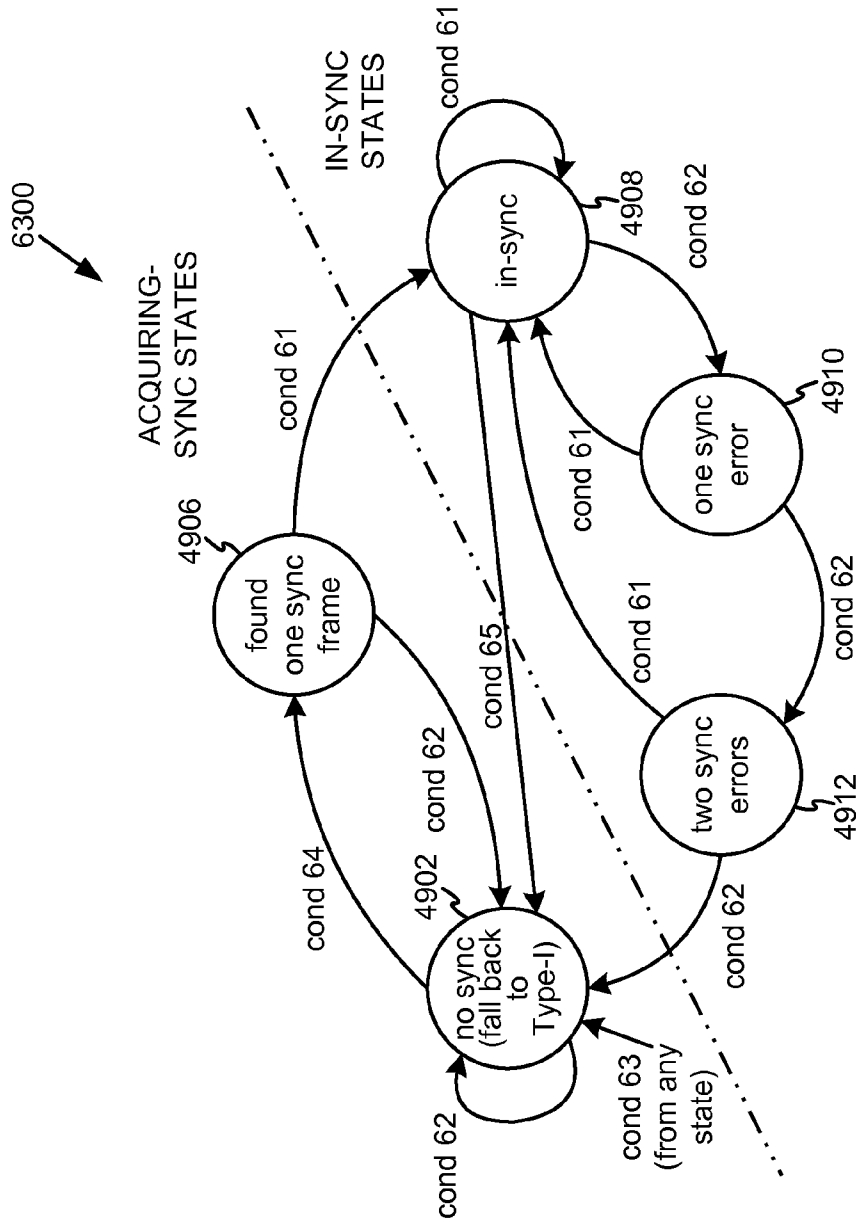 6300
ACQUIRING-
SYNC STATES
IN-SYNC
STATES
4906
found
one sync
frame
cond 61
cond 64
cond 62
cond 65
4902
no sync
(fall back
to
Type-I)
cond 62
cond 63
(from any
state)
in-sync
4908
cond 61
cond 62
cond 61
cond 61
one sync
error
4910
cond 62
two sync
errors
4912
cond 62